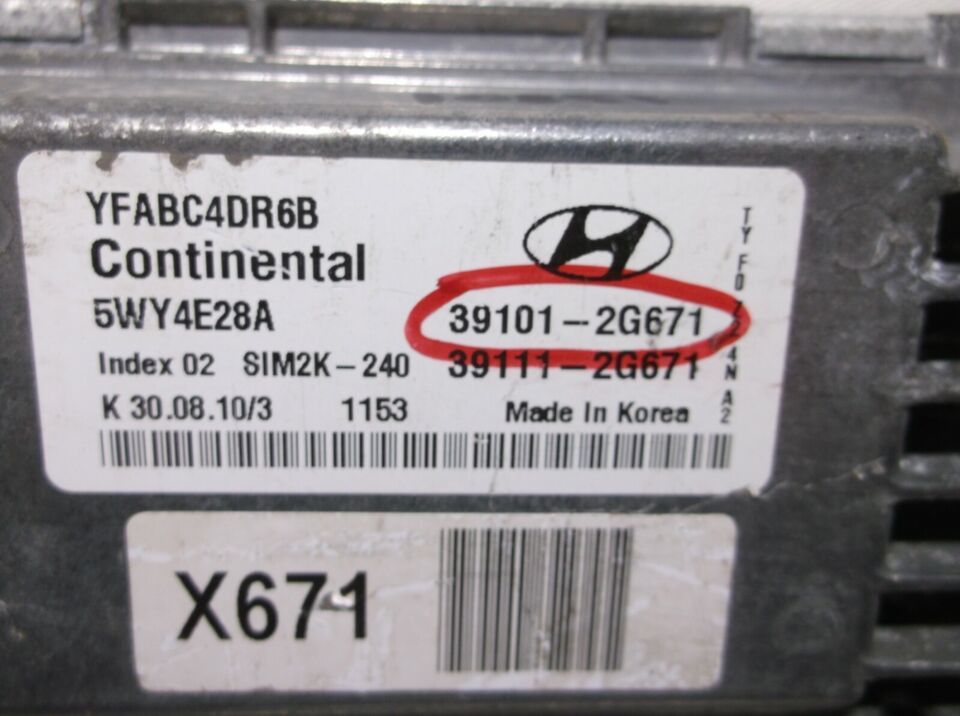 YFABC4DR6B
Continental
5WY4E28A
39101-2G671
Index 02 SIM2K-240 39111-2G671
K 30.08.10/3 1153 Made In Korea
X671